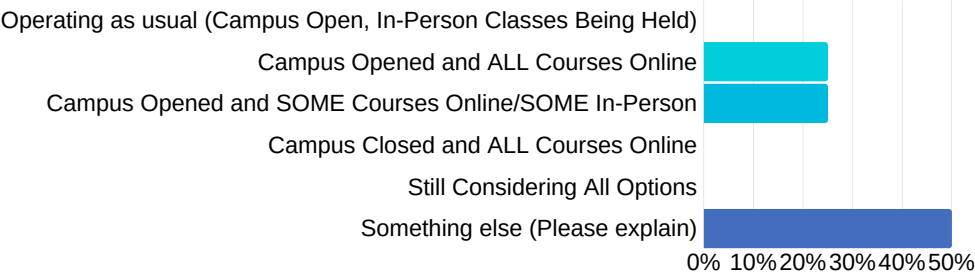 Operating as usual (Campus Open, In-Person Classes Being Held)
Campus Opened and ALL Courses Online
Campus Opened and SOME Courses Online/SOME In-Person
Campus Closed and ALL Courses Online
Still Considering All Options
Something else (Please explain)
0% 10% 20% 30% 40% 50%